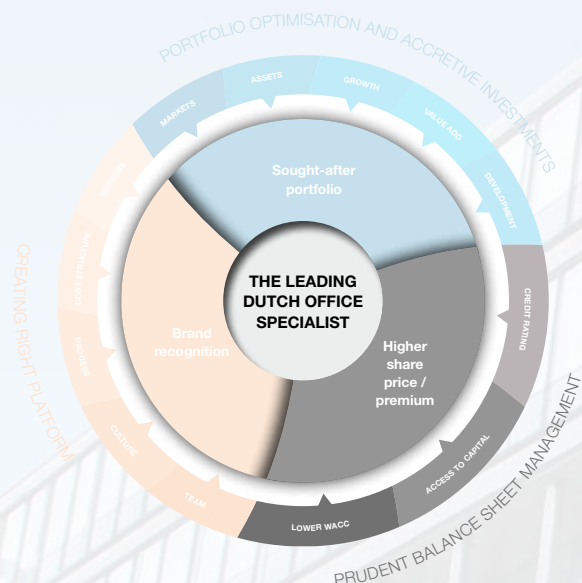 PORTFOLIO OPTIMISATION AND ACCRETIVE INVESTMENTS
MARKETS
ASSETS
GROWTH
VALUE ADD
DEVELOPMENT
Sought-after
portfolio
THE LEADING
DUTCH OFFICE
SPECIALIST
Brand
recognition
Higher
share
price /
premium
CREDIT RATING
ACCESS TO CAPITAL
LOWER WACC
PRUDENT BALANCE SHEET MANAGEMENT
TEAM
CULTURE
PROCESS
COST STRUCTURE
CREATING RIGHT PLATFORM